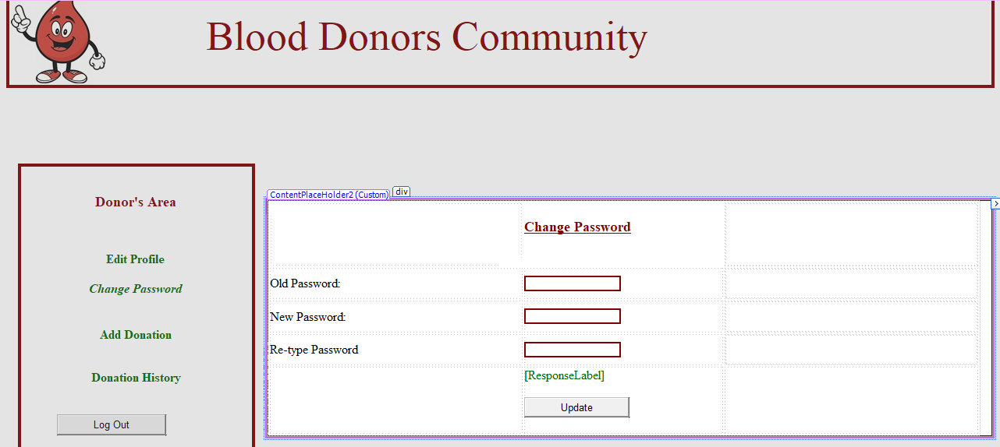 Blood Donors Community
Donor's Area
Edit Profile
Change Password
Add Donation
Donation History
Log Out
ContentPlaceHolder2 (Custom)
div
>
Change Password
Old Password:
New Password:
Re-type Password
[ResponseLabel]
Update